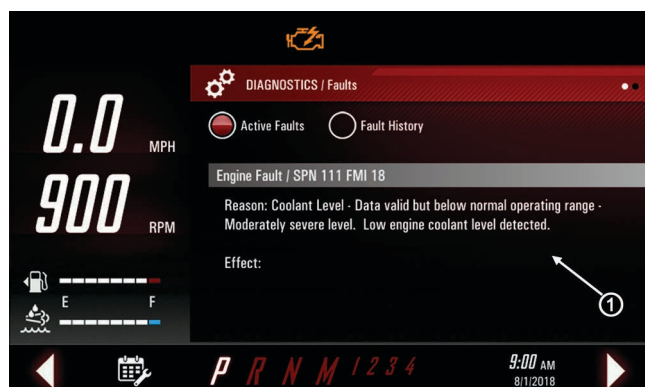 DIAGNOSTICS / Faults
Active Faults
Fault History
0.0 MPH
Engine Fault / SPN 111 FMI 18
Reason: Coolant Level - Data valid but below normal operating range -
Moderately severe level. Low engine coolant level detected.
900 RPM
Effect:
E F
1
P R N M 1 2 3 4
9:00 AM
8/1/2018